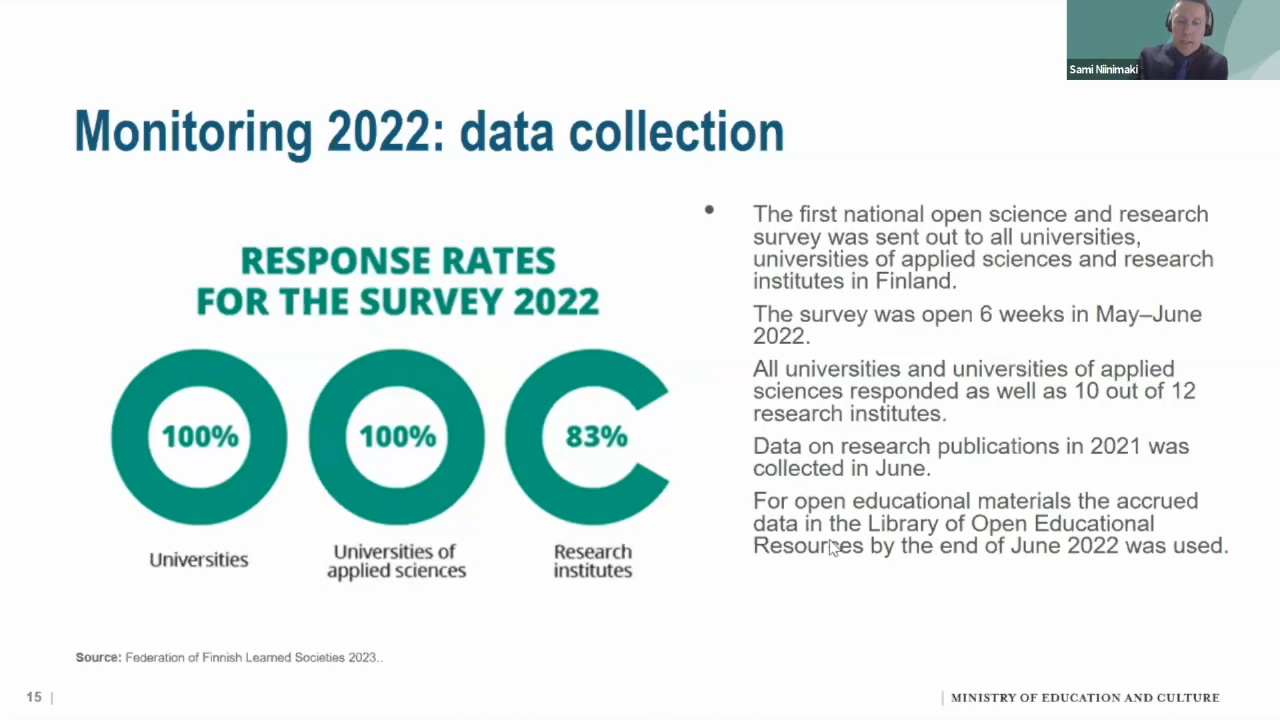 Sami Niinimaki
Monitoring 2022: data collection
RESPONSE RATES
FOR THE SURVEY 2022
100%
100%
83%
Universities
Universities of
applied sciences
Research
institutes
• The first national open science and research
survey was sent out to all universities,
universities of applied sciences and research
institutes in Finland.
The survey was open 6 weeks in May–June
2022.
All universities and universities of applied
sciences responded as well as 10 out of 12
research institutes.
Data on research publications in 2021 was
collected in June.
For open educational materials the accrued
data in the Library of Open Educational
Resources by the end of June 2022 was used.
Source: Federation of Finnish Learned Societies 2023..
15 |
| MINISTRY OF EDUCATION AND CULTURE